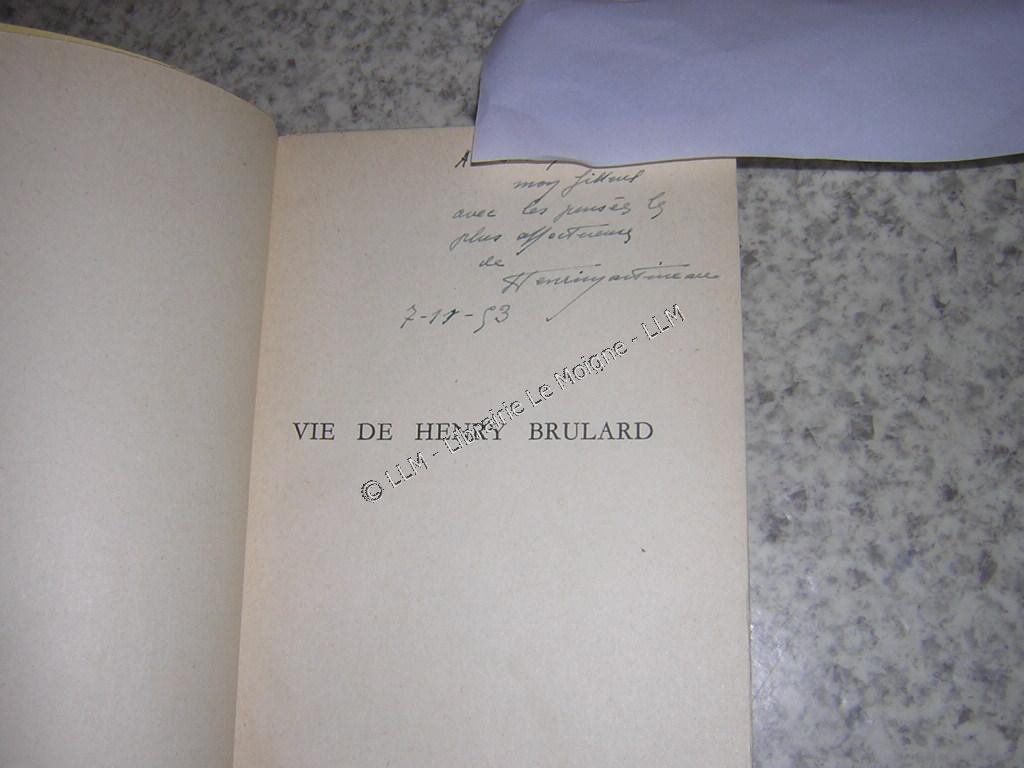 A
mon filleul
avec les pensées les
plus affectueuses
de
Henri Martineau
7-11-53
VIE DE HENRY BRULARD
© LLM - Librairie Le Moigne - LLM